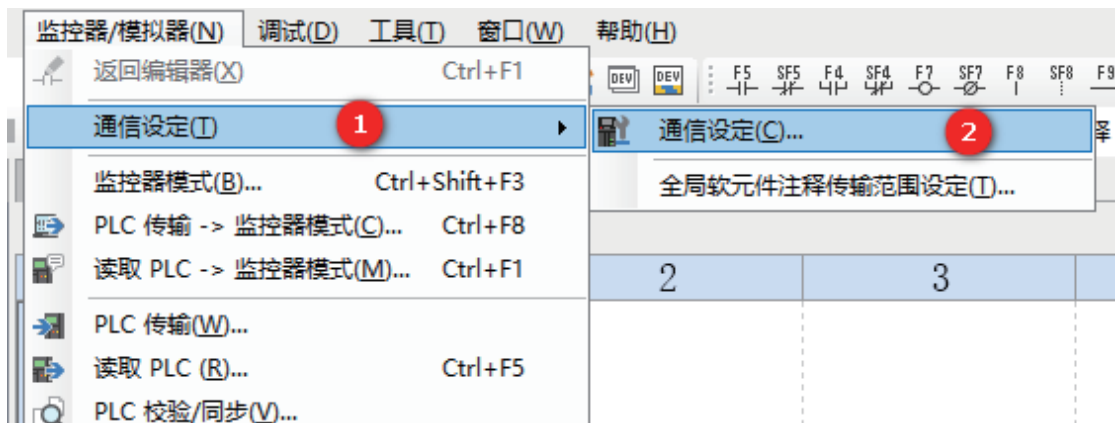 监控器/模拟器(N) 调试(D) 工具(T) 窗口(W) 帮助(H)
返回编辑器(X) Ctrl+F1
DEV DEV F5 SF5 F4 SF4 F7 SF7 F8 SF8 F9
通信设定(T) 1
通信设定(C)... 2
释
监控器模式(B)... Ctrl+Shift+F3
全局软元件注释传输范围设定(T)...
PLC 传输 -> 监控器模式(C)... Ctrl+F8
读取 PLC -> 监控器模式(M)... Ctrl+F1
2 3
PLC 传输(W)...
读取 PLC (R)... Ctrl+F5
PLC 校验/同步(V)...